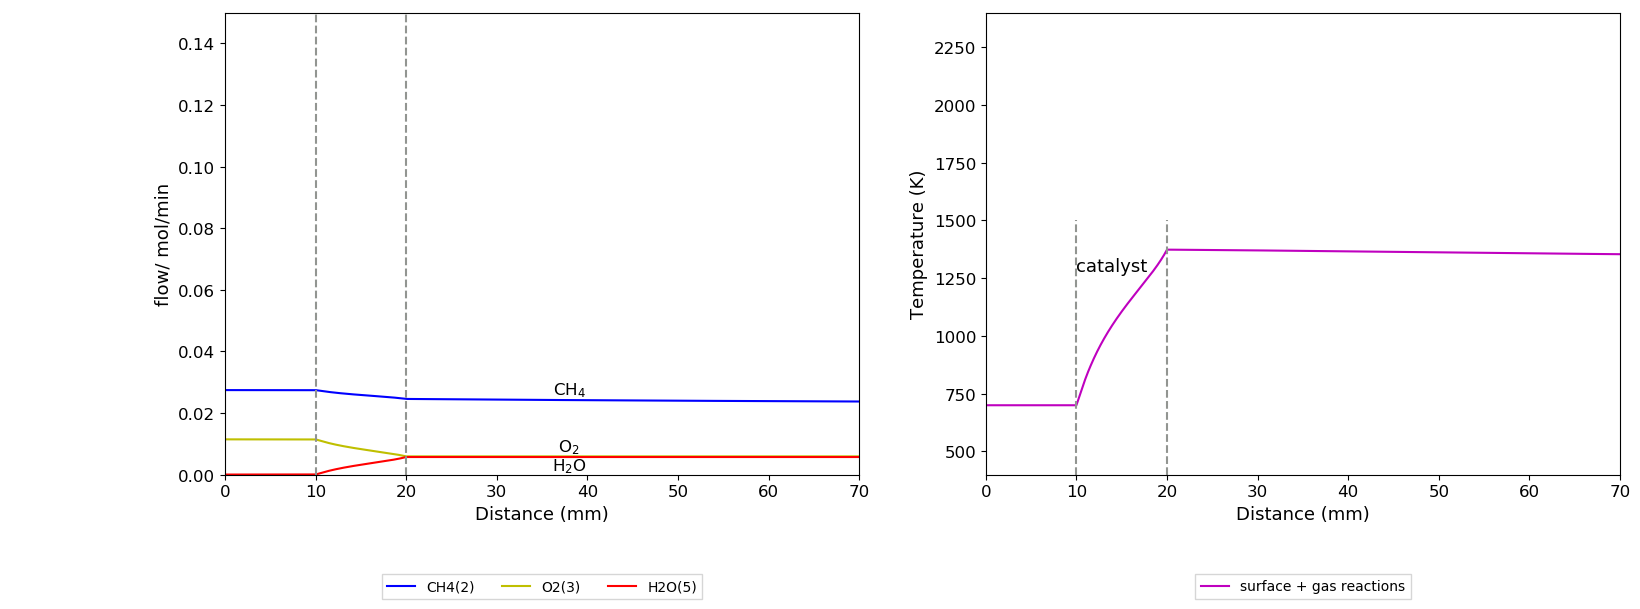 0.14
0.12
0.10
0.08
0.06
0.04
0.02
0.00
flow/ mol/min
CH₄
O₂
H₂O
0 10 20 30 40 50 60 70
Distance (mm)
CH4(2) O2(3) H2O(5)
2250
2000
1750
1500
1250
1000
750
500
Temperature (K)
catalyst
0 10 20 30 40 50 60 70
Distance (mm)
surface + gas reactions